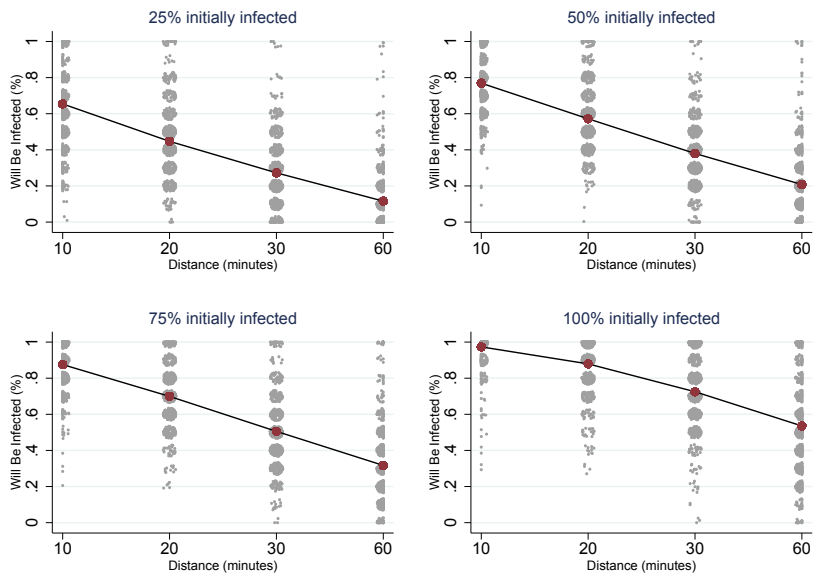 25% initially infected
Will Be Infected (%)
1
.8
.6
.4
.2
0
10 20 30 60
Distance (minutes)
50% initially infected
Will Be Infected (%)
1
.8
.6
.4
.2
0
10 20 30 60
Distance (minutes)
75% initially infected
Will Be Infected (%)
1
.8
.6
.4
.2
0
10 20 30 60
Distance (minutes)
100% initially infected
Will Be Infected (%)
1
.8
.6
.4
.2
0
10 20 30 60
Distance (minutes)